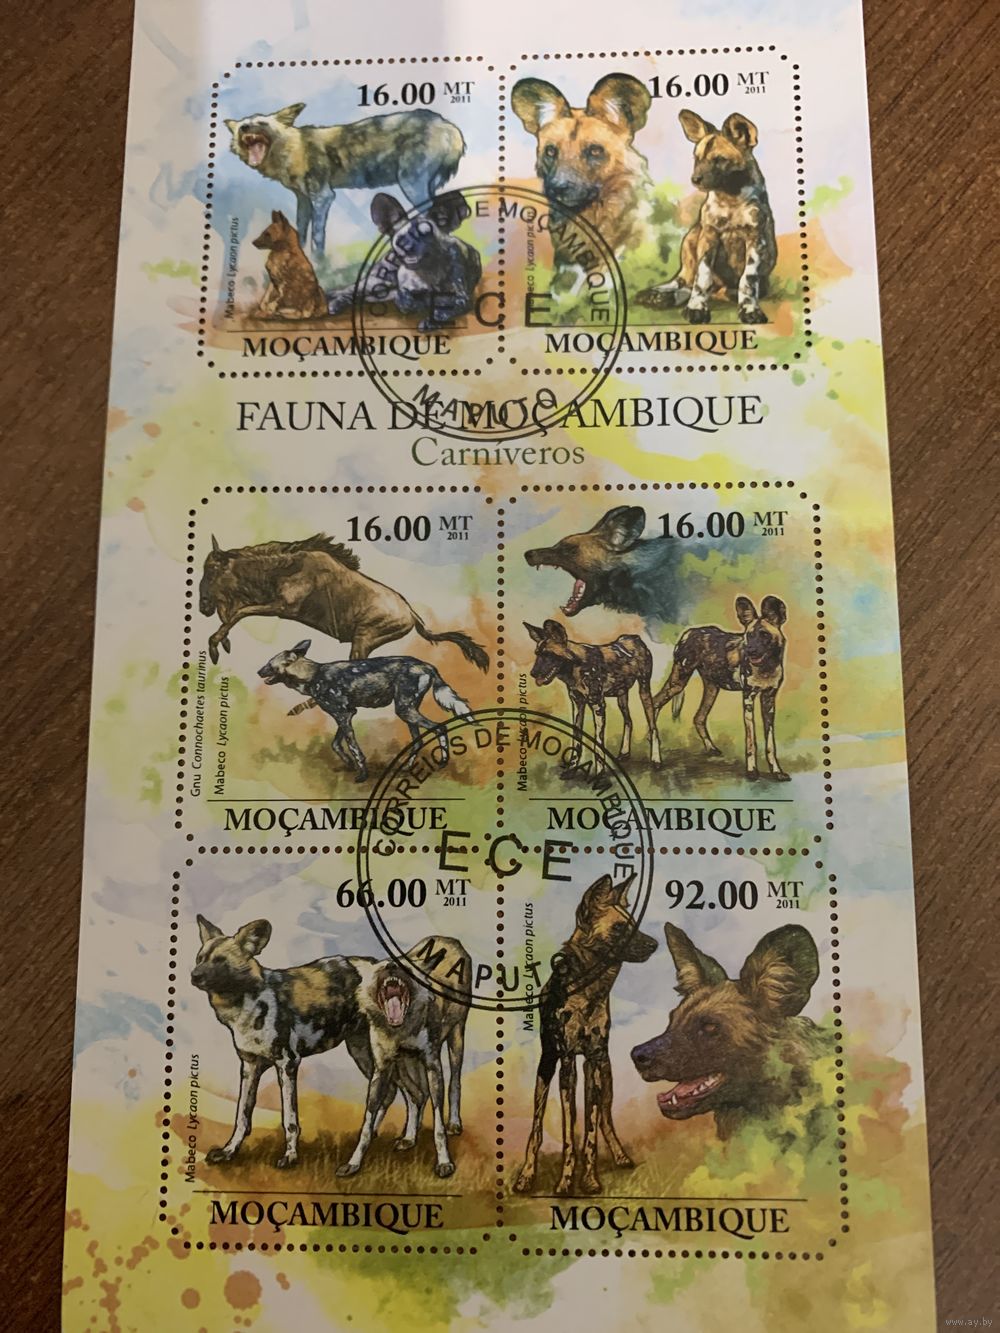 16.00 MT
2011
Mabeco Lycaon pictus
MOÇAMBIQUE
16.00 MT
2011
Mabeco Lycaon pictus
MOÇAMBIQUE
CORREIOS DE MOÇAMBIQUE
ECE
MAPUTO
FAUNA DE MOÇAMBIQUE
Carníveros
16.00 MT
2011
Gnu Connochaetes taurinus
Mabeco Lycaon pictus
MOÇAMBIQUE
16.00 MT
2011
Mabeco Lycaon pictus
MOÇAMBIQUE
CORREIOS DE MOÇAMBIQUE
ECE
MAPUTO
66.00 MT
2011
Mabeco Lycaon pictus
MOÇAMBIQUE
92.00 MT
2011
Mabeco Lycaon pictus
MOÇAMBIQUE
www.ay.by